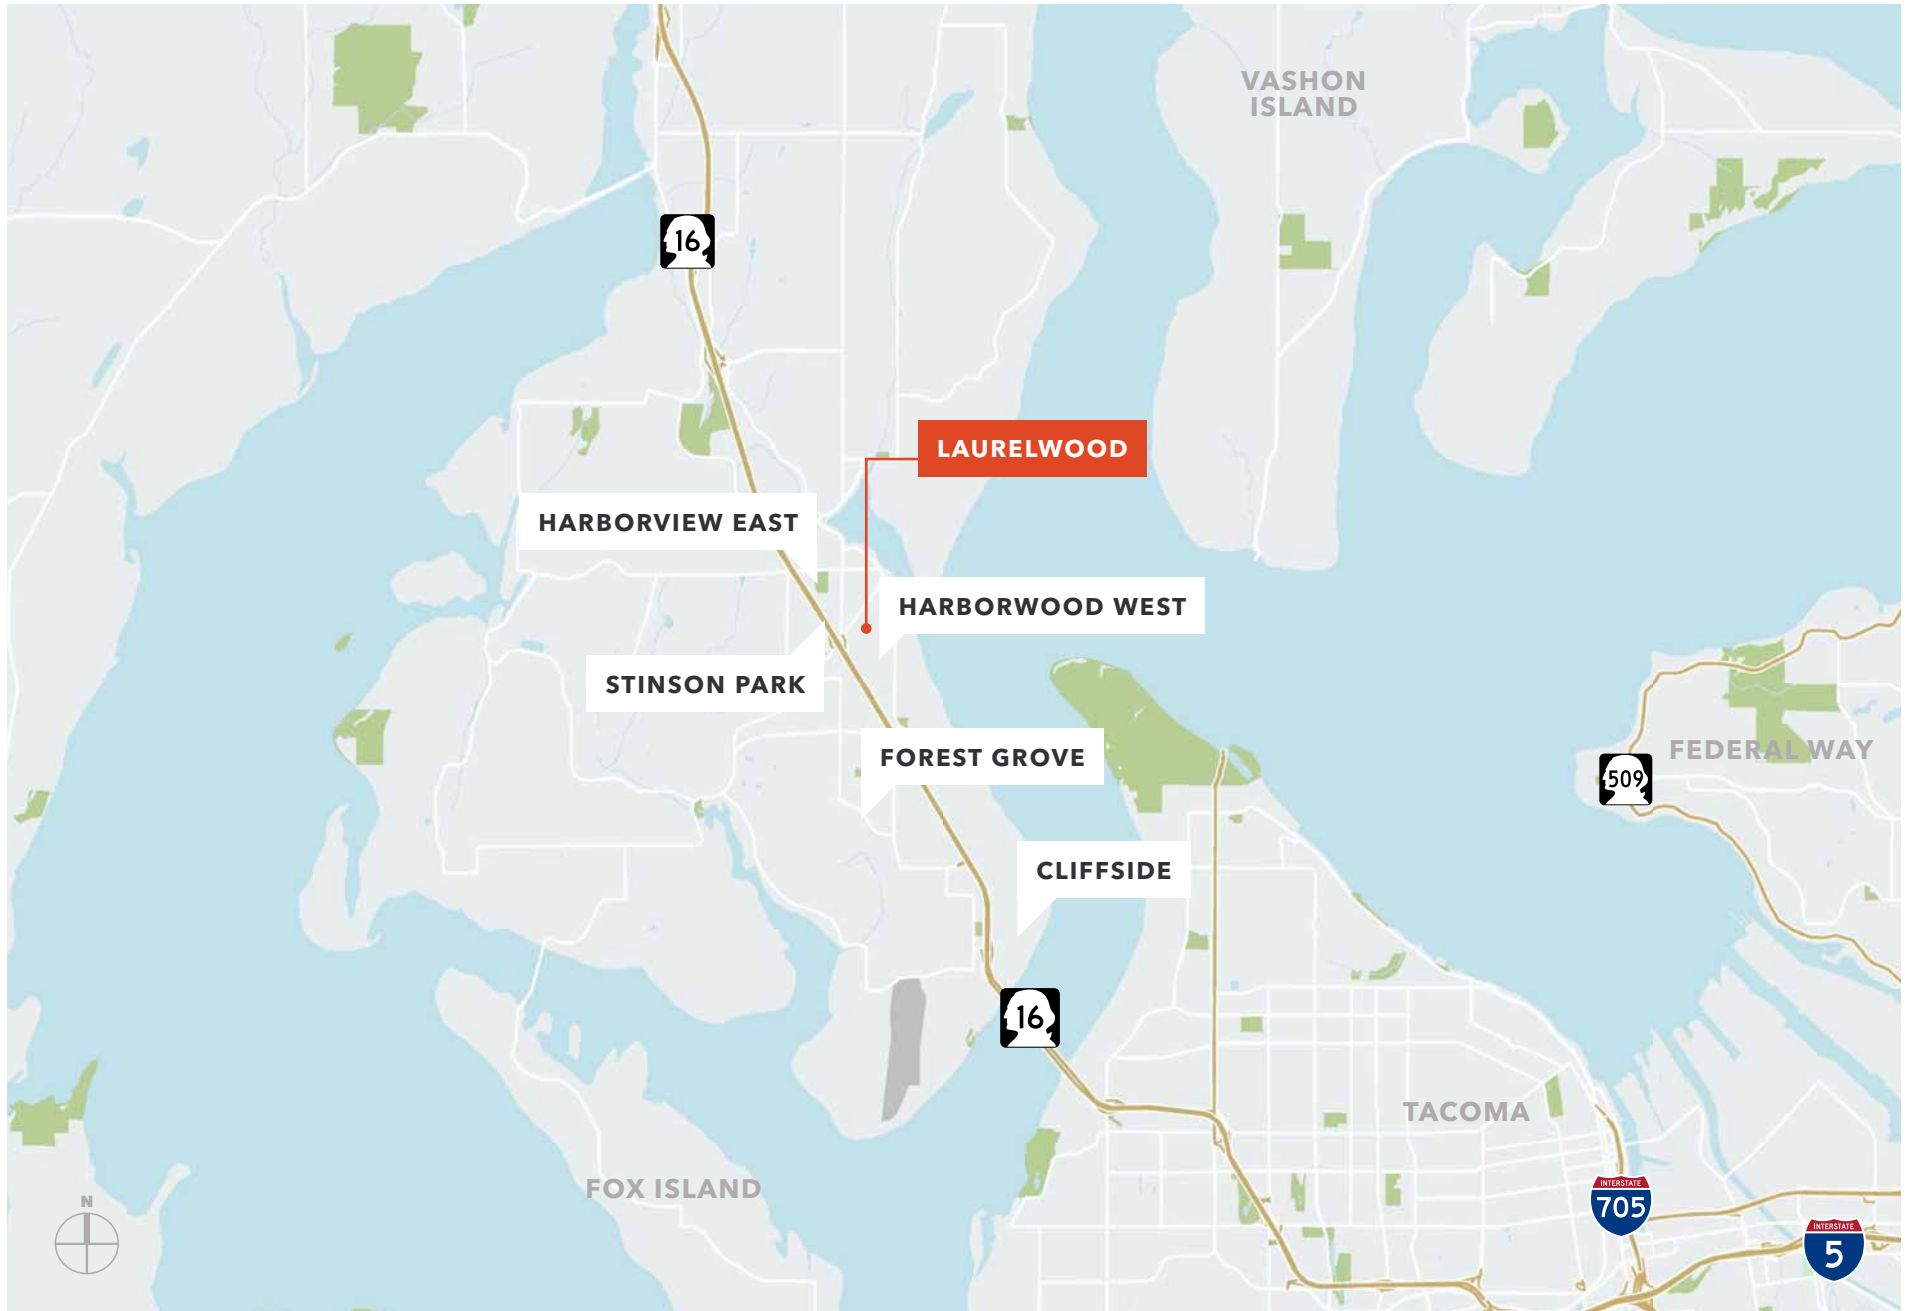 VASHON
ISLAND
16
LAURELWOOD
HARBORVIEW EAST
HARBORWOOD WEST
STINSON PARK
FOREST GROVE
FEDERAL WAY
509
CLIFFSIDE
16
TACOMA
FOX ISLAND
N
INTERSTATE
705
INTERSTATE
5